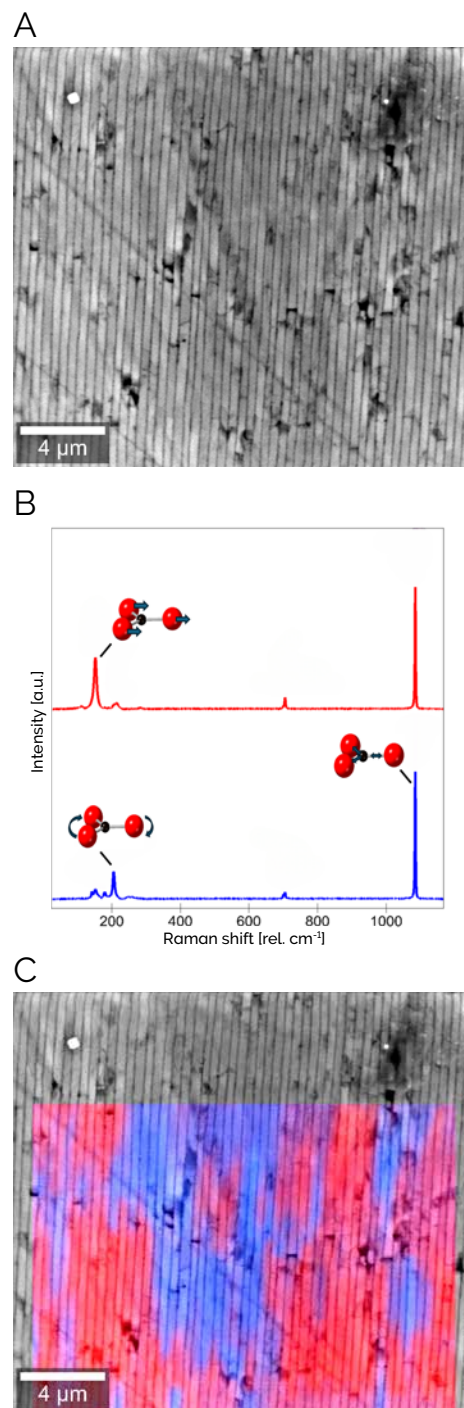 A
4 µm
B
Intensity [a.u.]
200 400 600 800 1000
Raman shift [rel. cm⁻¹]
C
4 µm